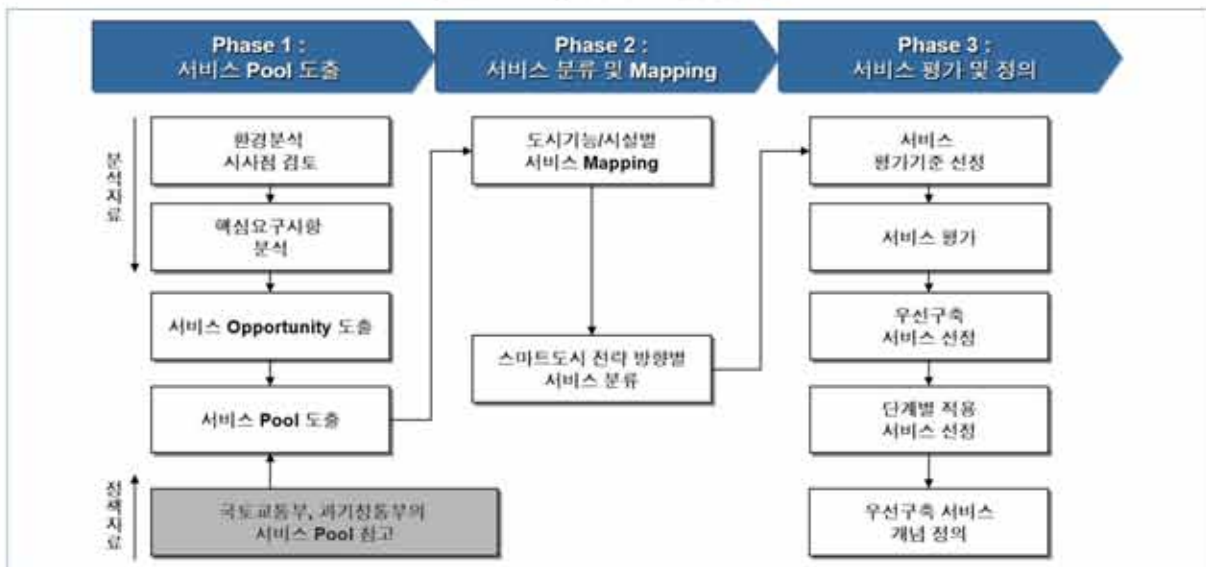 Phase 1 :
서비스 Pool 도출
Phase 2 :
서비스 분류 및 Mapping
Phase 3 :
서비스 평가 및 정의
분석자료
환경분석
시사점 검토
핵심요구사항
분석
서비스 Opportunity 도출
서비스 Pool 도출
정책자료
국토교통부, 과기정통부의
서비스 Pool 참고
도시기능/시설별
서비스 Mapping
스마트도시 전략 방향별
서비스 분류
서비스
평가기준 선정
서비스 평가
우선구축
서비스 선정
단계별 적용
서비스 선정
우선구축 서비스
개념 정의